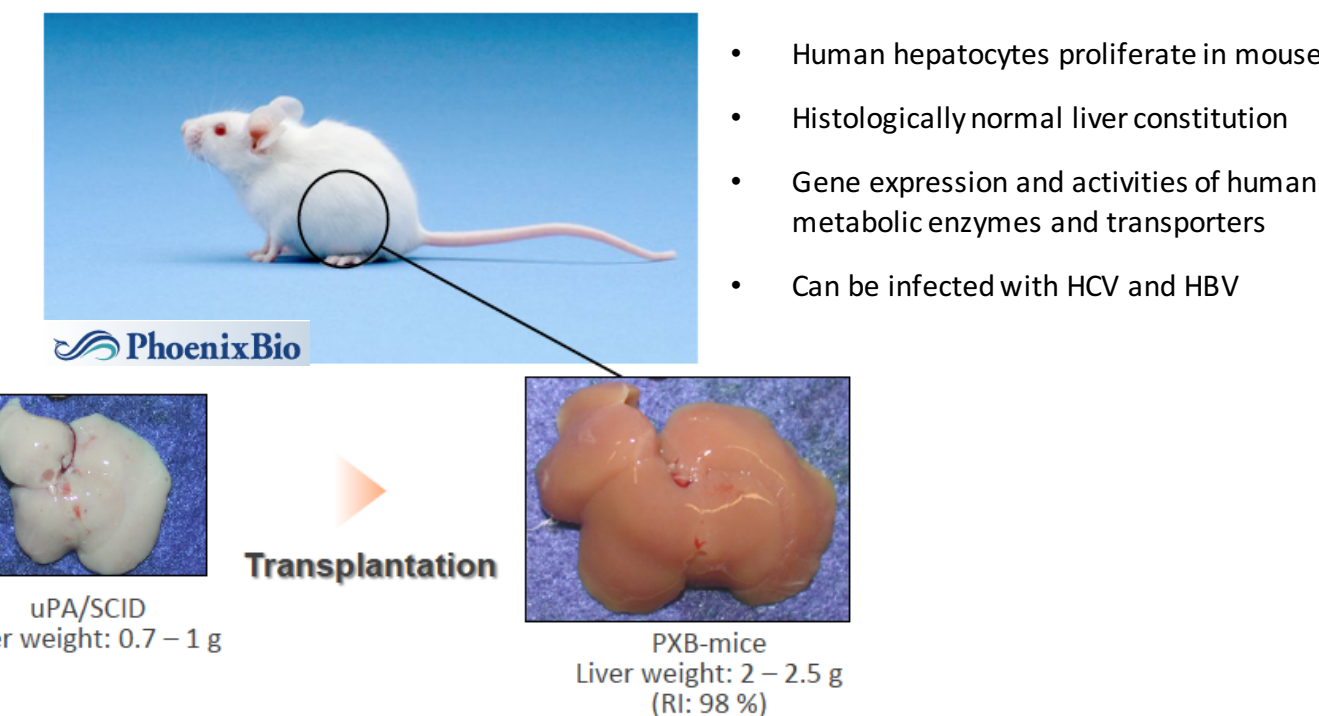 • Human hepatocytes proliferate in mouse
• Histologically normal liver constitution
• Gene expression and activities of human
metabolic enzymes and transporters
• Can be infected with HCV and HBV
PhoenixBio
Transplantation
uPA/SCID
er weight: 0.7 – 1 g
PXB-mice
Liver weight: 2 – 2.5 g
(RI: 98 %)